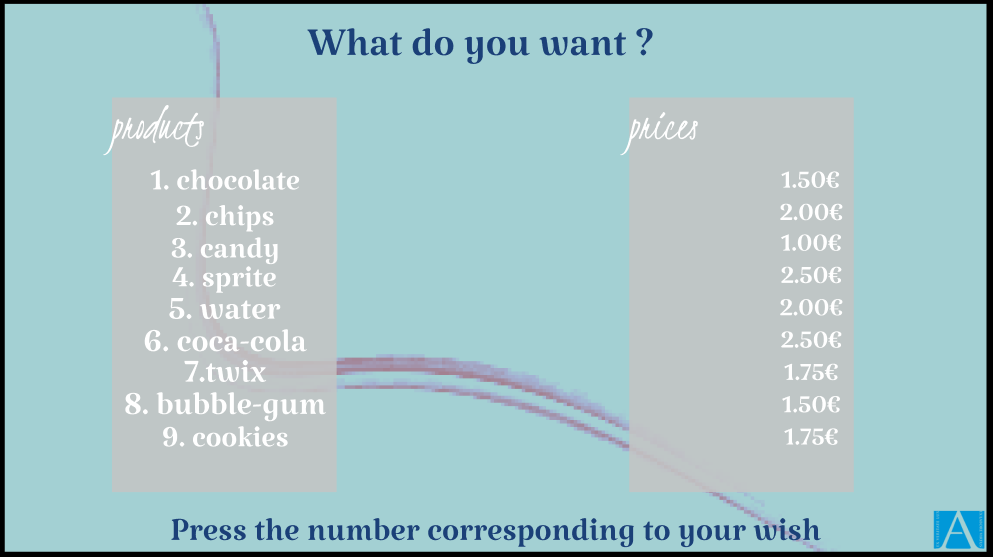 What do you want ?
products
1. chocolate
2. chips
3. candy
4. sprite
5. water
6. coca-cola
7.twix
8. bubble-gum
9. cookies
prices
1.50€
2.00€
1.00€
2.50€
2.00€
2.50€
1.75€
1.50€
1.75€
Press the number corresponding to your wish
A